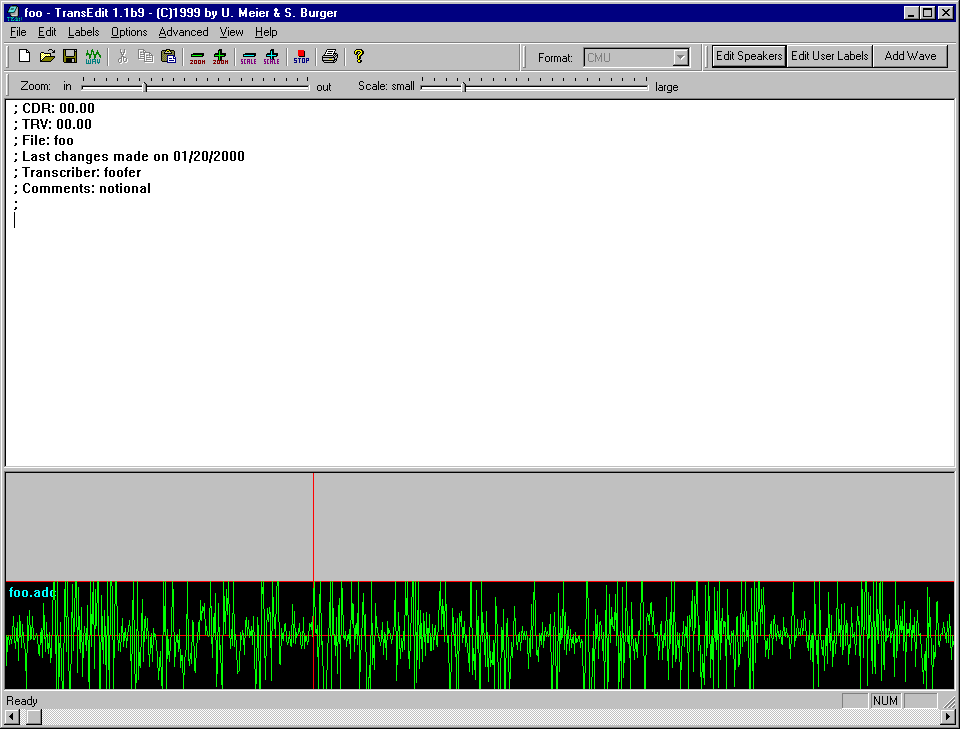 foo - TransEdit 1.1b9 - (C)1999 by U. Meier & S. Burger
File Edit Labels Options Advanced View Help
WAV ZOOM ZOOM SCALE SCALE STOP Format: CMU Edit Speakers Edit User Labels Add Wave
Zoom: in out Scale: small large
; CDR: 00.00
; TRV: 00.00
; File: foo
; Last changes made on 01/20/2000
; Transcriber: foofer
; Comments: notional
;
foo.adc
Ready NUM